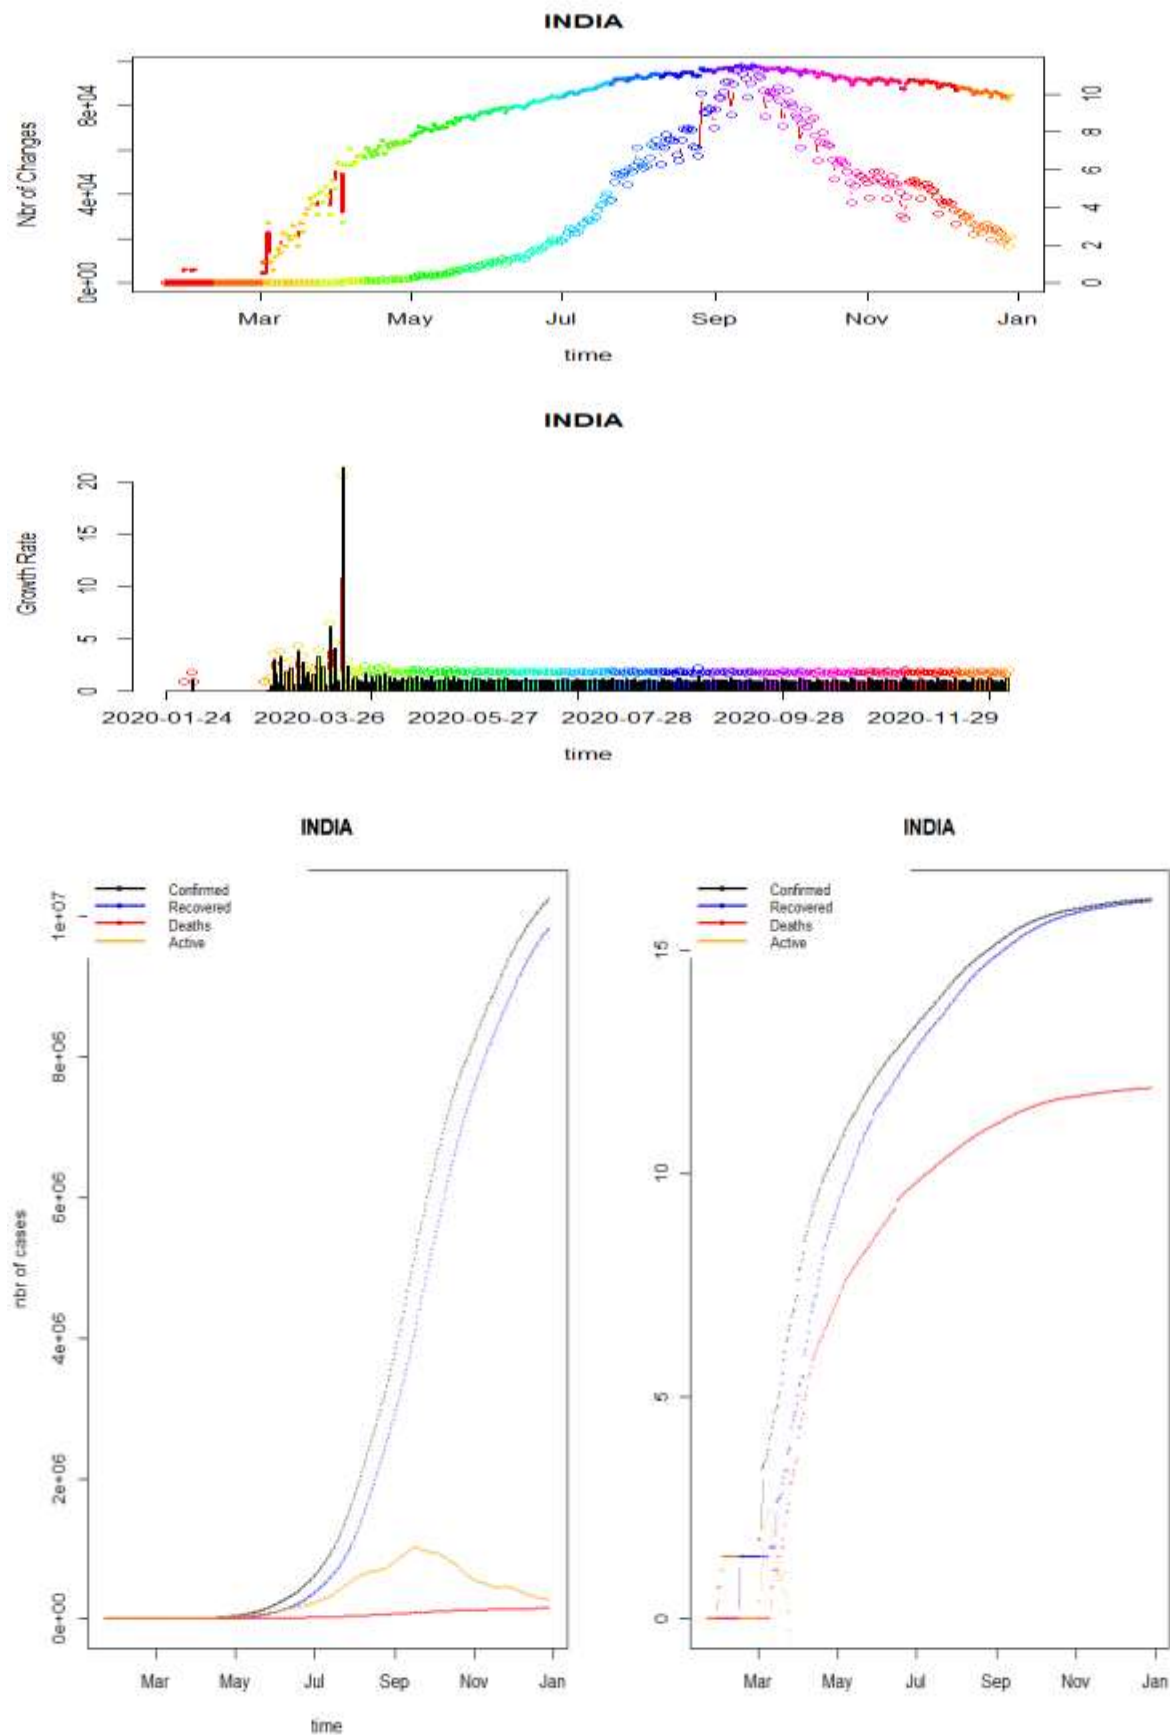 INDIA
Nbr of Changes
0e+00 4e+04 8e+04
0 2 4 6 8 10
Mar May Jul Sep Nov Jan
time
INDIA
Growth Rate
0 5 10 15 20
2020-01-24 2020-03-26 2020-05-27 2020-07-28 2020-09-28 2020-11-29
time
INDIA
Confirmed
Recovered
Deaths
Active
nbr of cases
0e+00 2e+06 4e+06 6e+06 8e+06 1e+07
Mar May Jul Sep Nov Jan
time
INDIA
Confirmed
Recovered
Deaths
Active
0 5 10 15
Mar May Jul Sep Nov Jan